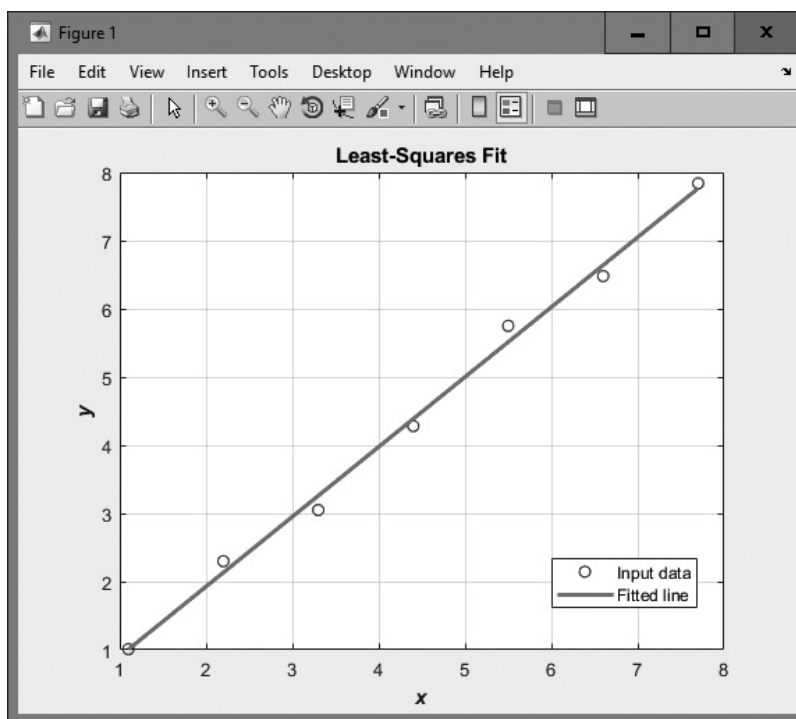 Figure 1
File Edit View Insert Tools Desktop Window Help
Least-Squares Fit
8
7
6
5
4
3
2
1
y
Input data
Fitted line
1 2 3 4 5 6 7 8
x